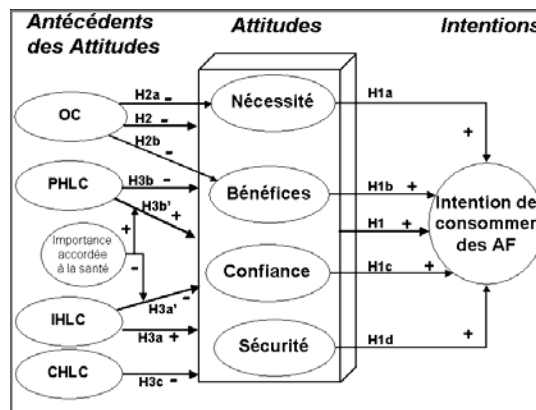 Antécédents
des Attitudes
Attitudes
Intentions
OC
H2a -
H2 -
H2b
-
PHLC
H3b -
H3b' +
Importance
accordée
à la santé
+
-
IHLC
H3a' -
H3a +
CHLC
H3c -
Nécessité
Bénéfices
Confiance
Sécurité
H1a
+
H1b +
H1 +
H1c +
H1d
+
Intention de
consommer
des AF